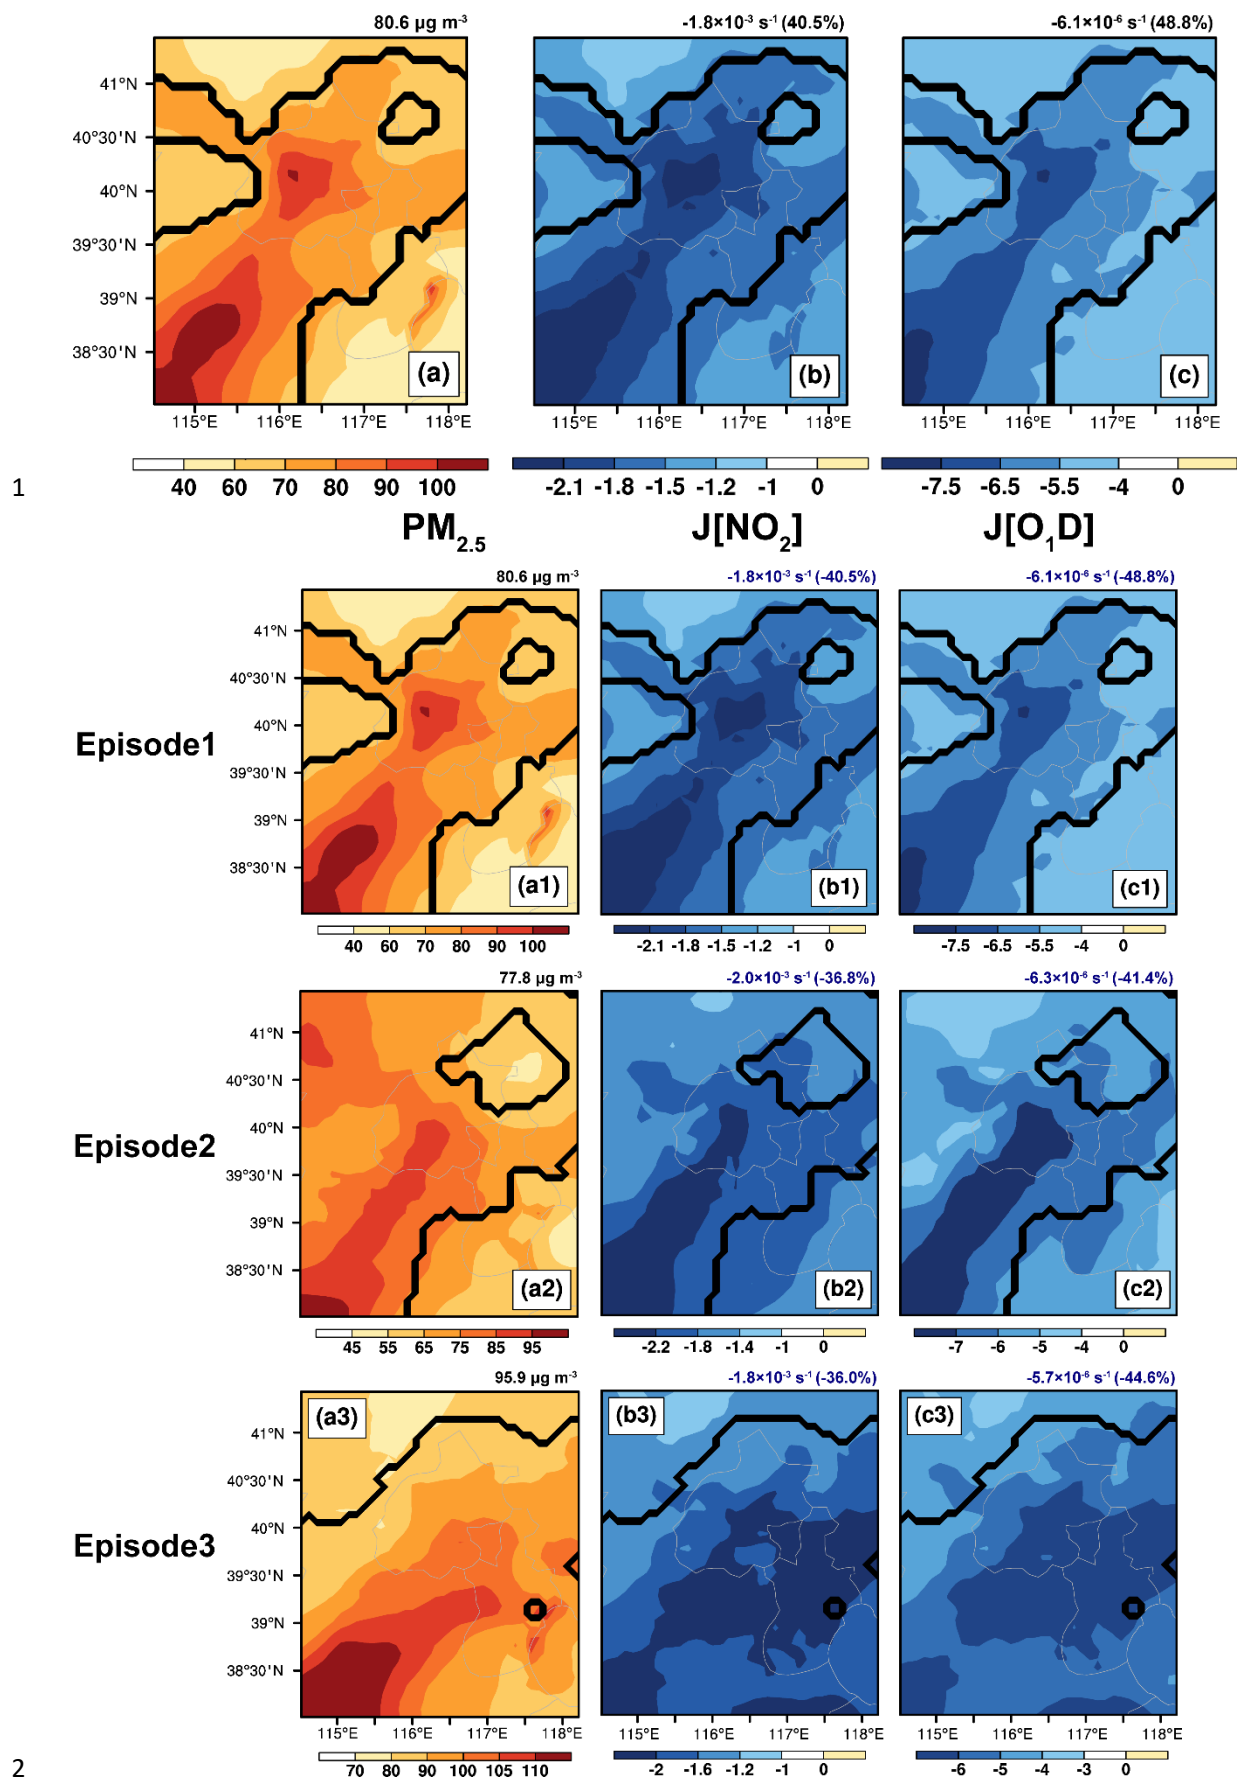 80.6 µg m⁻³ -1.8×10⁻³ s⁻¹ (40.5%) -6.1×10⁻⁶ s⁻¹ (48.8%)
41°N
40°30'N
40°N
39°30'N
39°N
38°30'N
(a) (b) (c)
115°E 116°E 117°E 118°E 115°E 116°E 117°E 118°E 115°E 116°E 117°E 118°E
40 60 70 80 90 100 -2.1 -1.8 -1.5 -1.2 -1 0 -7.5 -6.5 -5.5 -4 0
1
PM₂.₅ J[NO₂] J[O₁D]
80.6 µg m⁻³ -1.8×10⁻³ s⁻¹ (-40.5%) -6.1×10⁻⁶ s⁻¹ (-48.8%)
41°N
40°30'N
40°N
Episode1
39°30'N
39°N
38°30'N
(a1) (b1) (c1)
40 60 70 80 90 100 -2.1 -1.8 -1.5 -1.2 -1 0 -7.5 -6.5 -5.5 -4 0
77.8 µg m⁻³ -2.0×10⁻³ s⁻¹ (-36.8%) -6.3×10⁻⁶ s⁻¹ (-41.4%)
41°N
40°30'N
40°N
Episode2
39°30'N
39°N
38°30'N
(a2) (b2) (c2)
45 55 65 75 85 95 -2.2 -1.8 -1.4 -1 0 -7 -6 -5 -4 0
95.9 µg m⁻³ -1.8×10⁻³ s⁻¹ (-36.0%) -5.7×10⁻⁶ s⁻¹ (-44.6%)
(a3) (b3) (c3)
41°N
40°30'N
40°N
Episode3
39°30'N
39°N
38°30'N
115°E 116°E 117°E 118°E 115°E 116°E 117°E 118°E 115°E 116°E 117°E 118°E
70 80 90 100 105 110 -2 -1.6 -1.2 -1 0 -6 -5 -4 -3 0
2